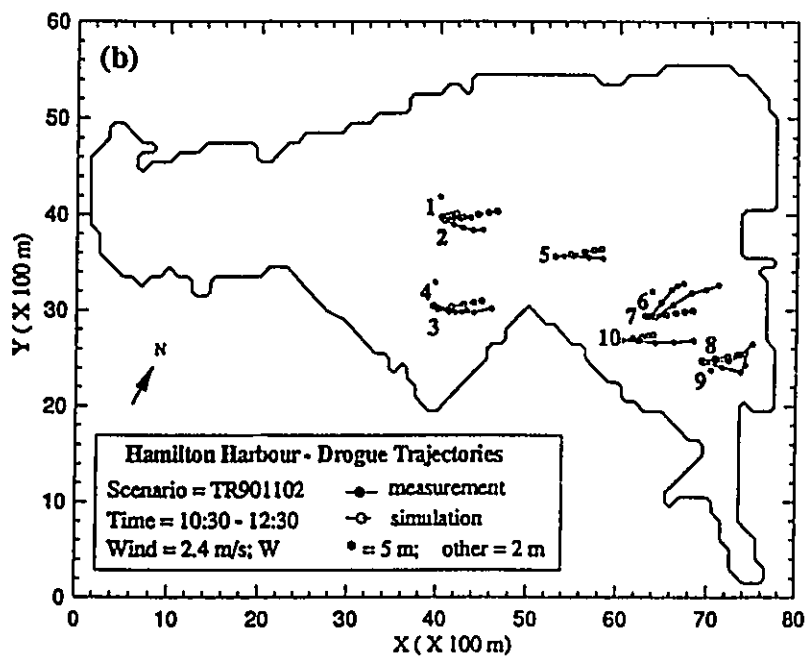 60
(b)
50
40
30
20
10
0
Y ( X 100 m)
1 *
2
4 *
3
5
6 *
7
10
8
9 *
N
Hamilton Harbour - Drogue Trajectories
Scenario = TR901102 measurement
Time = 10:30 - 12:30 simulation
Wind = 2.4 m/s; W * = 5 m; other = 2 m
0 10 20 30 40 50 60 70 80
X ( X 100 m)